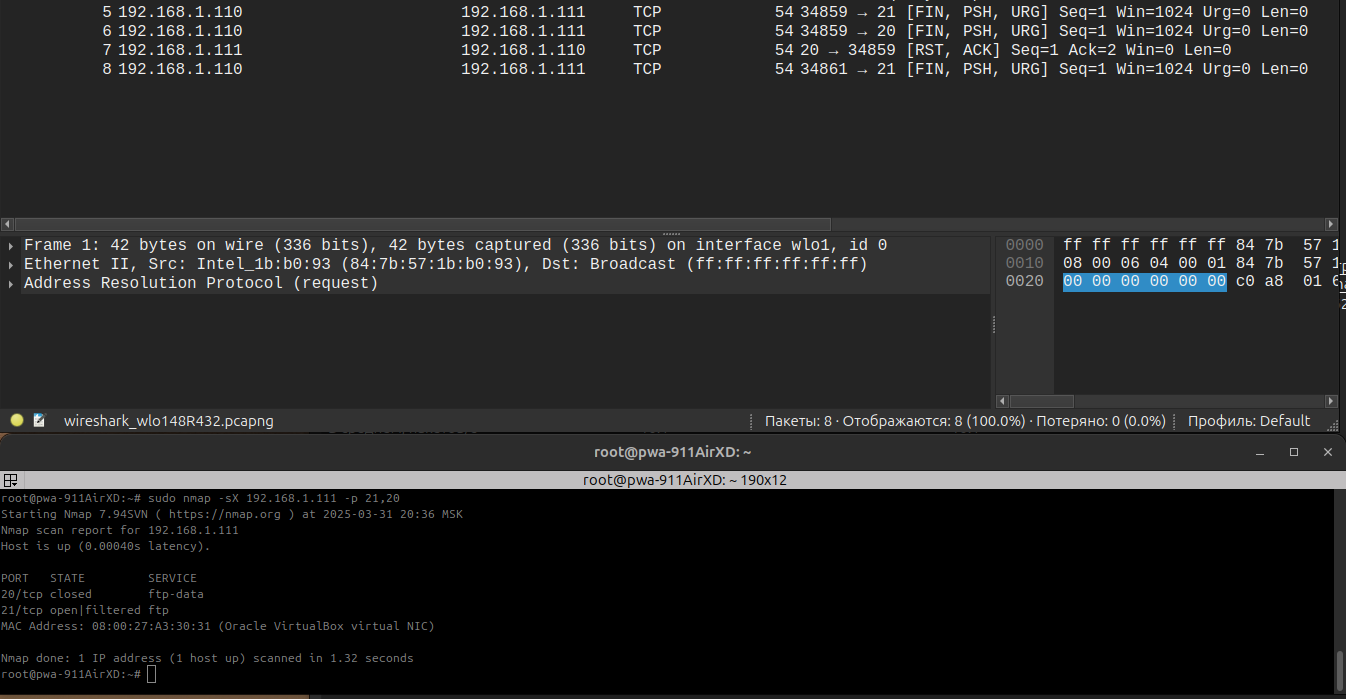 5 192.168.1.110 192.168.1.111 TCP 54 34859 → 21 [FIN, PSH, URG] Seq=1 Win=1024 Urg=0 Len=0
6 192.168.1.110 192.168.1.111 TCP 54 34859 → 20 [FIN, PSH, URG] Seq=1 Win=1024 Urg=0 Len=0
7 192.168.1.111 192.168.1.110 TCP 54 20 → 34859 [RST, ACK] Seq=1 Ack=2 Win=0 Len=0
8 192.168.1.110 192.168.1.111 TCP 54 34861 → 21 [FIN, PSH, URG] Seq=1 Win=1024 Urg=0 Len=0
Frame 1: 42 bytes on wire (336 bits), 42 bytes captured (336 bits) on interface wlo1, id 0
Ethernet II, Src: Intel_1b:b0:93 (84:7b:57:1b:b0:93), Dst: Broadcast (ff:ff:ff:ff:ff:ff)
Address Resolution Protocol (request)
0000 ff ff ff ff ff ff 84 7b 57 1
0010 08 00 06 04 00 01 84 7b 57 1
0020 00 00 00 00 00 00 c0 a8 01 6
wireshark_wlo148R432.pcapng
Пакеты: 8 · Отображаются: 8 (100.0%) · Потеряно: 0 (0.0%)
Профиль: Default
root@pwa-911AirXD: ~
root@pwa-911AirXD: ~ 190x12
root@pwa-911AirXD:~# sudo nmap -sX 192.168.1.111 -p 21,20
Starting Nmap 7.94SVN ( https://nmap.org ) at 2025-03-31 20:36 MSK
Nmap scan report for 192.168.1.111
Host is up (0.00040s latency).
PORT STATE SERVICE
20/tcp closed ftp-data
21/tcp open|filtered ftp
MAC Address: 08:00:27:A3:30:31 (Oracle VirtualBox virtual NIC)
Nmap done: 1 IP address (1 host up) scanned in 1.32 seconds
root@pwa-911AirXD:~#